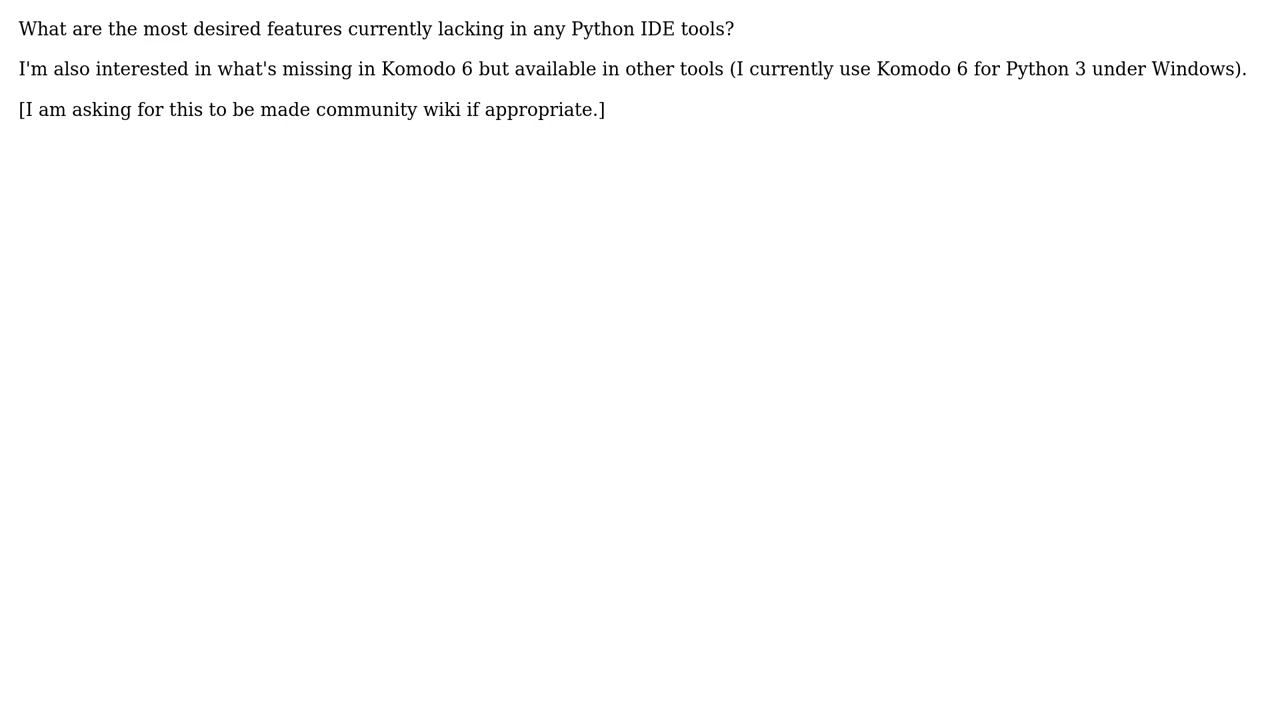 What are the most desired features currently lacking in any Python IDE tools?
I'm also interested in what's missing in Komodo 6 but available in other tools (I currently use Komodo 6 for Python 3 under Windows).
[I am asking for this to be made community wiki if appropriate.]